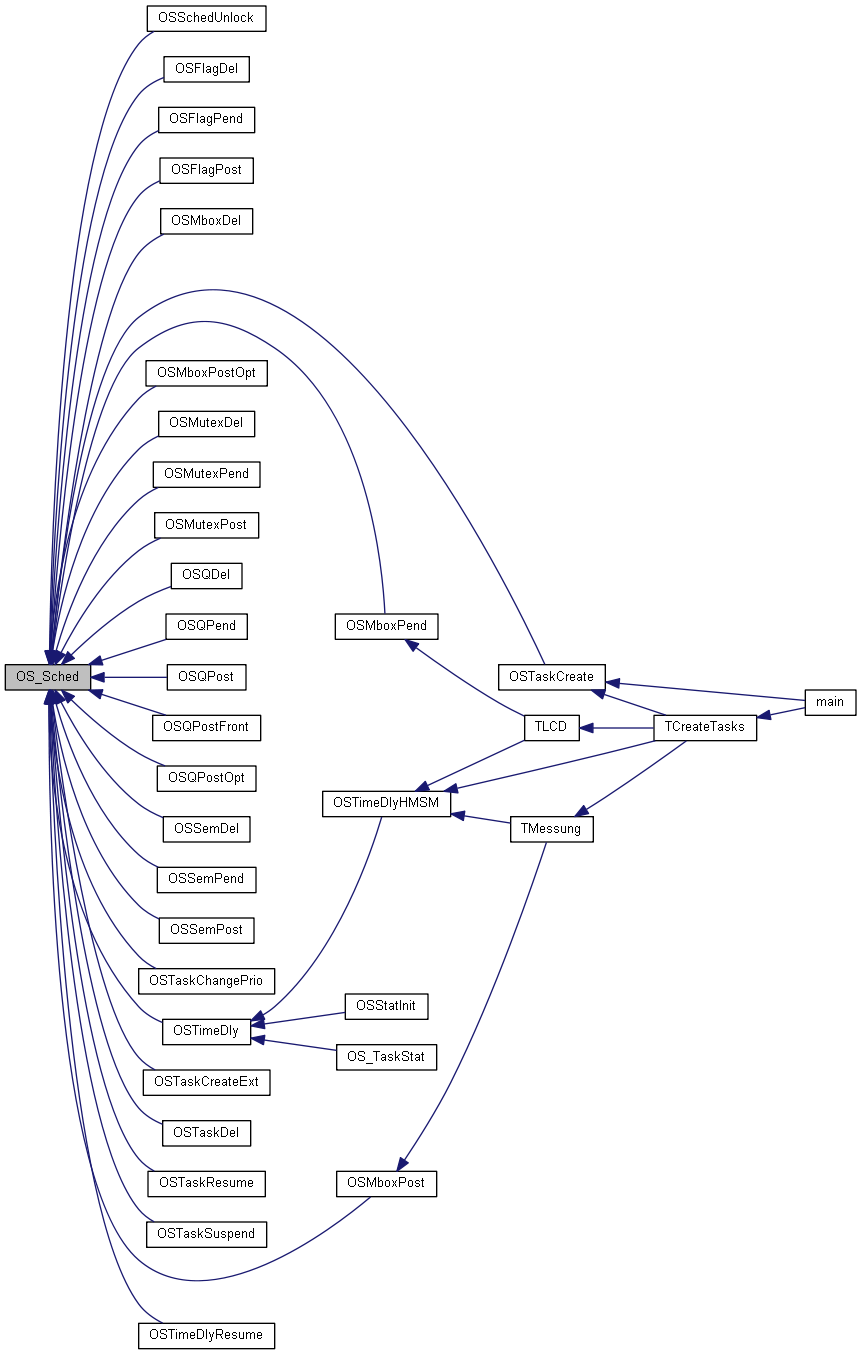 OSSchedUnlock
OSFlagDel
OSFlagPend
OSFlagPost
OSMboxDel
OSMboxPostOpt
OSMutexDel
OSMutexPend
OSMutexPost
OSQDel
OSQPend
OSMboxPend
OS_Sched
OSQPost
OSTaskCreate
main
OSQPostFront
TLCD
TCreateTasks
OSQPostOpt
OSTimeDlyHMSM
OSSemDel
TMessung
OSSemPend
OSSemPost
OSTaskChangePrio
OSStatInit
OSTimeDly
OS_TaskStat
OSTaskCreateExt
OSTaskDel
OSTaskResume
OSMboxPost
OSTaskSuspend
OSTimeDlyResume